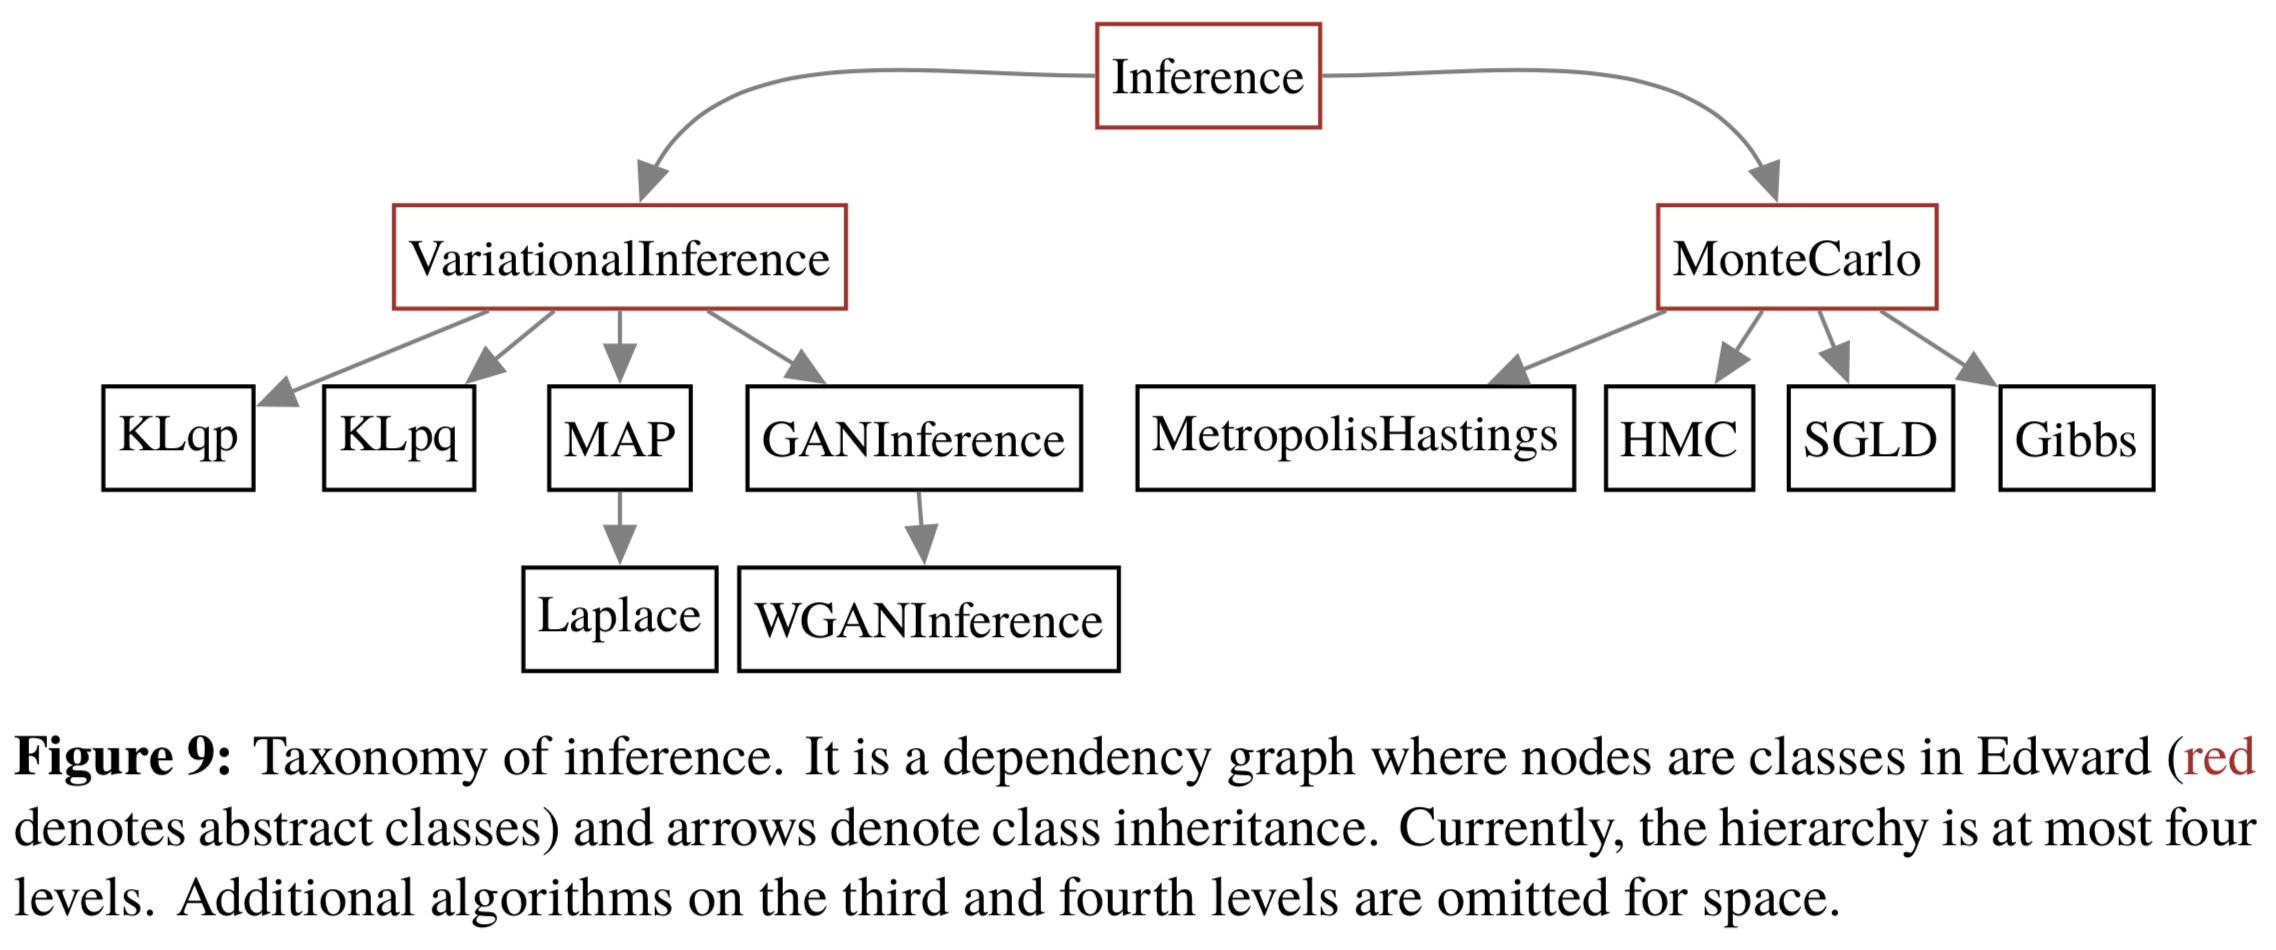 Inference
VariationalInference
MonteCarlo
KLqp
KLpq
MAP
GANInference
MetropolisHastings
HMC
SGLD
Gibbs
Laplace
WGANInference
Figure 9: Taxonomy of inference. It is a dependency graph where nodes are classes in Edward (red
denotes abstract classes) and arrows denote class inheritance. Currently, the hierarchy is at most four
levels. Additional algorithms on the third and fourth levels are omitted for space.